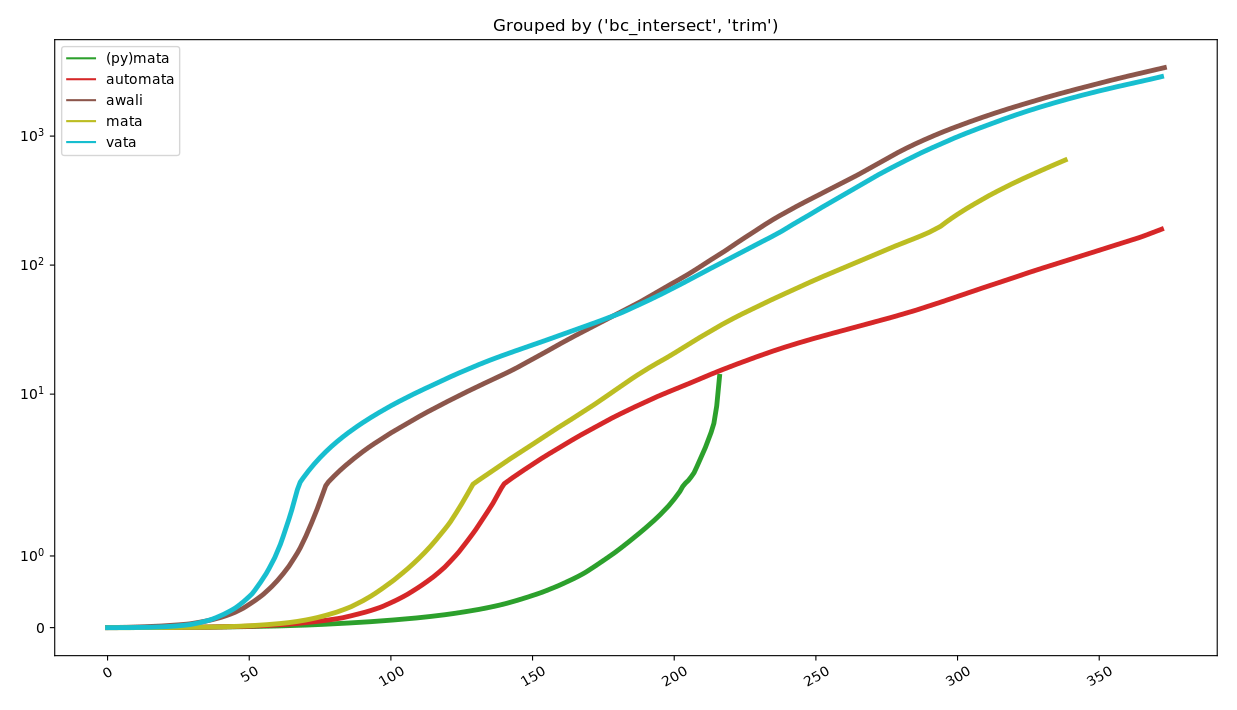 Grouped by ('bc_intersect', 'trim')
(py)mata
automata
awali
mata
vata
10³
10²
10¹
10⁰
0
0
50
100
150
200
250
300
350